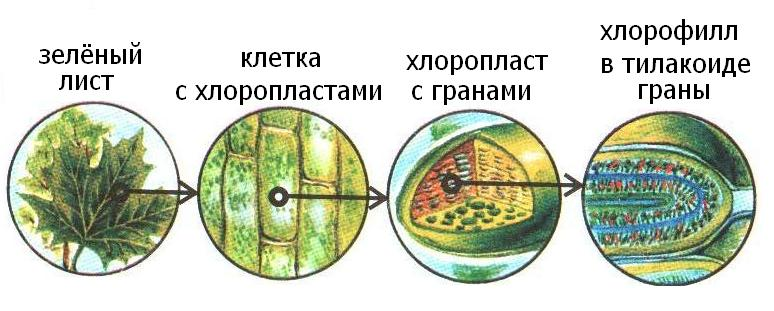 зелёный
лист
клетка
с хлоропластами
хлоропласт
с гранами
хлорофилл
в тилакоиде
граны